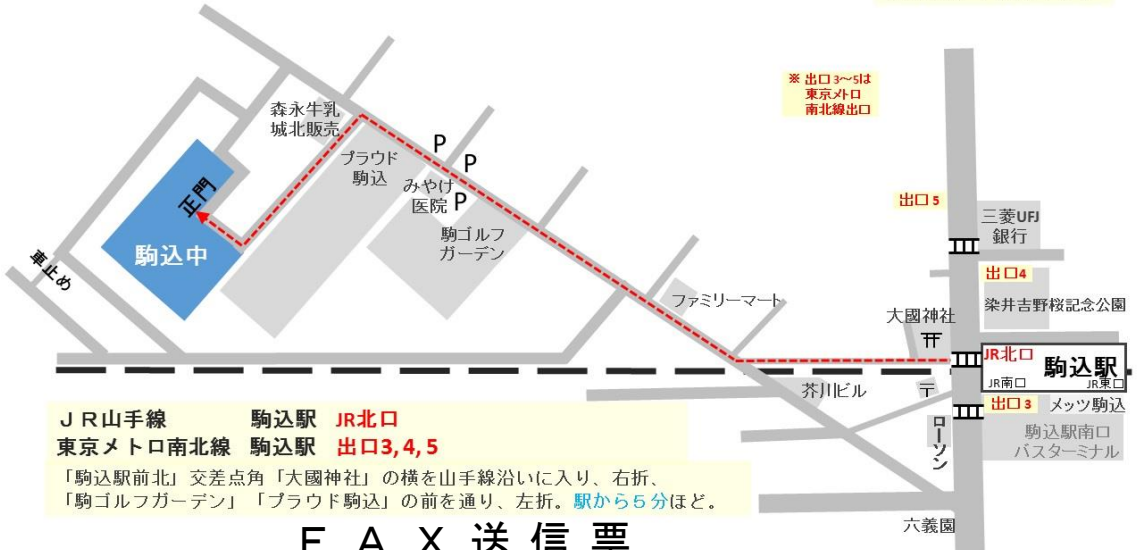 ※ 出口3～5は
東京メトロ
南北線出口
森永牛乳
城北販売
P
P
プラウド
駒込
みやけ
医院
P
駒ゴルフ
ガーデン
正門
駒込中
車止め
出口5
三菱UFJ
銀行
出口4
染井吉野桜記念公園
ファミリーマート
大國神社
JR北口
駒込駅
JR南口
JR東口
芥川ビル
〒
出口3
メッツ駒込
ローソン
駒込駅南口
バスターミナル
六義園
ＪＲ山手線 駒込駅 JR北口
東京メトロ南北線 駒込駅 出口3,4,5
「駒込駅前北」交差点角「大國神社」の横を山手線沿いに入り、右折、
「駒ゴルフガーデン」「プラウド駒込」の前を通り、左折。駅から５分ほど。
ＦＡＸ送信票